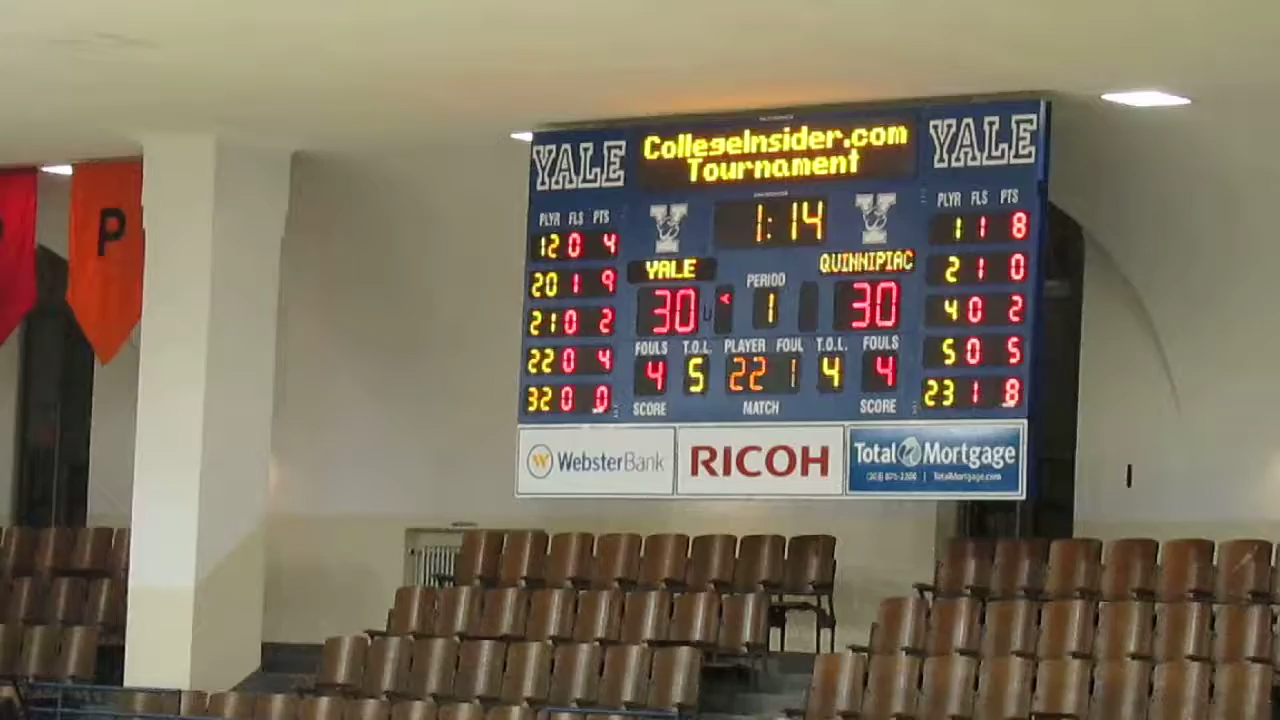 P
YALE
CollegeInsider.com
Tournament
YALE
PLYR FLS PTS
12 0 4
20 1 9
21 0 2
22 0 4
32 0 0
Y
1:14
Y
YALE
PERIOD
QUINNIPIAC
30
1
30
FOULS T.O.L. PLAYER FOUL T.O.L. FOULS
4 5 22 1 4 4
SCORE MATCH SCORE
PLYR FLS PTS
1 1 8
2 1 0
4 0 2
5 0 5
23 1 8
W WebsterBank
RICOH
Total Mortgage
TotalMortgage.com